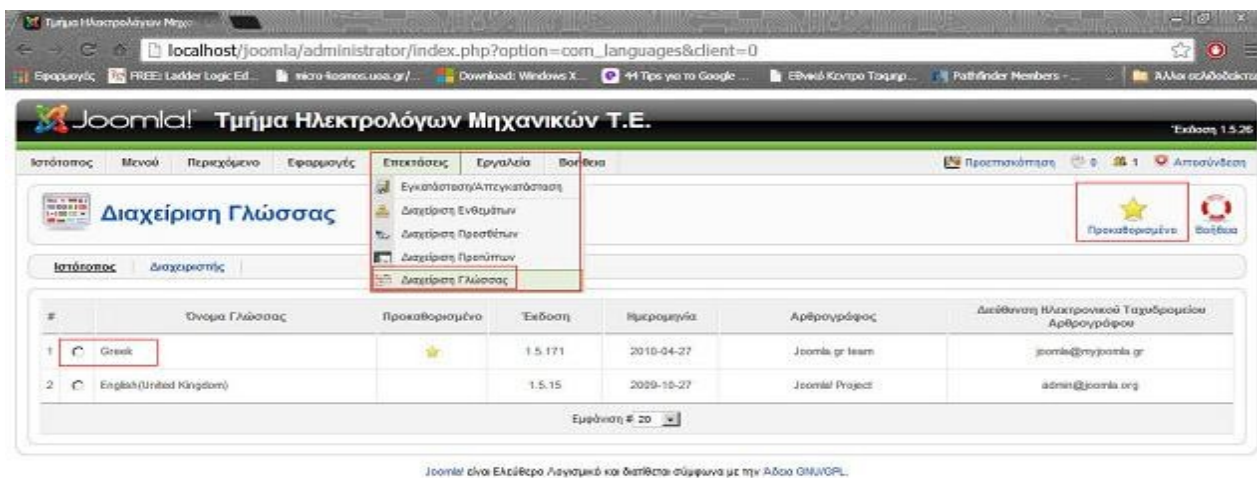 Τμήμα Ηλεκτρολόγων Μηχα
localhost/joomla/administrator/index.php?option=com_languages&client=0
Εφαρμογές FREE: Ladder Logic Ed... micro-kosmos.uoa.gr/... Download: Windows X... 44 Tips για το Google ... Εθνικό Κέντρο Τεκμηρ... Pathfinder Members - ... Άλλοι σελιδοδείκτες
Joomla! Τμήμα Ηλεκτρολόγων Μηχανικών Τ.Ε.
Έκδοση 1.5.26
Ιστότοπος Μενού Περιεχόμενο Εφαρμογές Επεκτάσεις Εργαλεία Βοήθεια Προεπισκόπηση 0 1 Αποσύνδεση
Εγκατάσταση/Απεγκατάσταση
Διαχείριση Ενθεμάτων
Διαχείριση Προσθέτων
Διαχείριση Προτύπων
Διαχείριση Γλώσσας
Διαχείριση Γλώσσας
Προκαθορισμένο Βοήθεια
Ιστότοπος Διαχειριστής
# Όνομα Γλώσσας Προκαθορισμένο Έκδοση Ημερομηνία Αρθρογράφος Διεύθυνση Ηλεκτρονικού Ταχυδρομείου Αρθρογράφου
1 Greek 1.5.171 2010-04-27 Joomla gr team joomla@myjoomla.gr
2 English(United Kingdom) 1.5.15 2009-10-27 Joomla! Project admin@joomla.org
Εμφάνιση # 20
Joomla! είναι Ελεύθερο Λογισμικό και διατίθεται σύμφωνα με την Άδεια GNU/GPL.